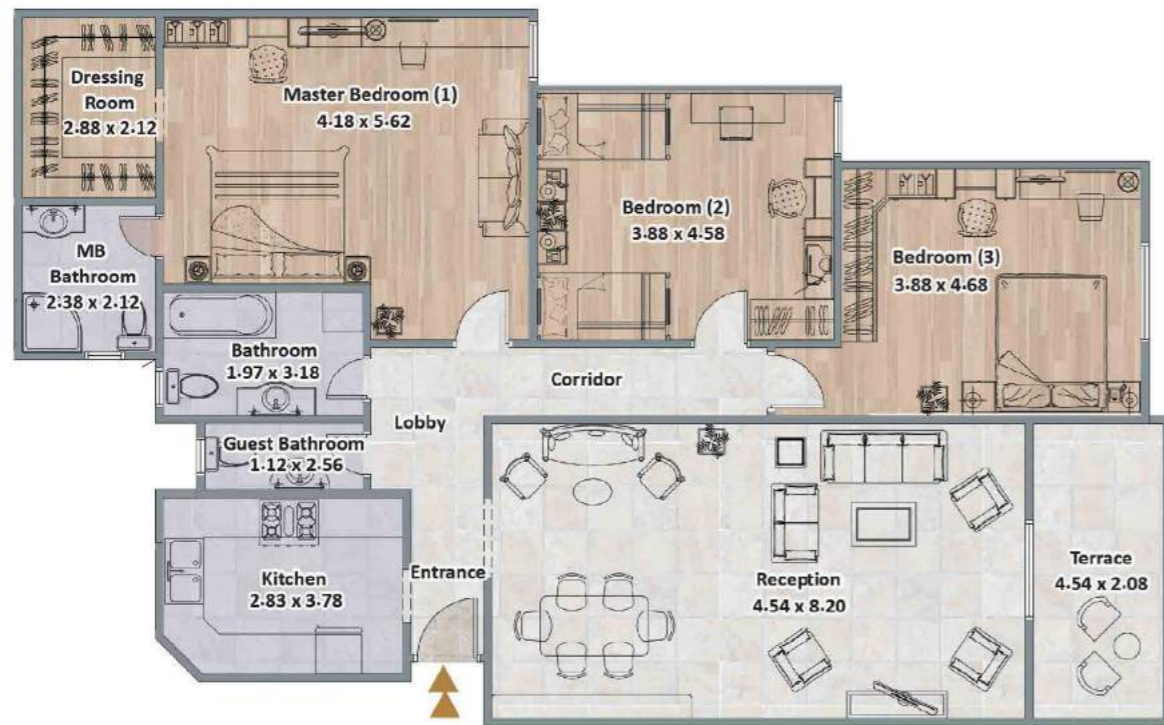 Dressing
Room
2.88 x 2.12
Master Bedroom (1)
4.18 x 5.62
Bedroom (2)
3.88 x 4.58
Bedroom (3)
3.88 x 4.68
MB
Bathroom
2.38 x 2.12
Bathroom
1.97 x 3.18
Corridor
Lobby
Guest Bathroom
1.12 x 2.56
Kitchen
2.83 x 3.78
Entrance
Reception
4.54 x 8.20
Terrace
4.54 x 2.08